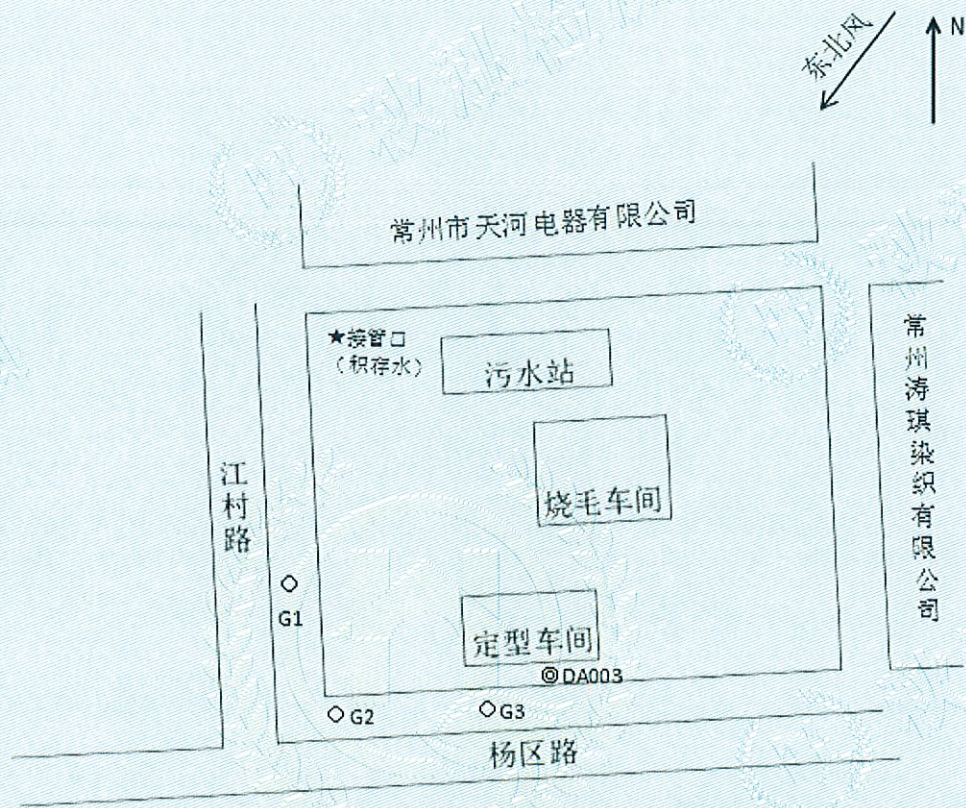 东北风
N
常州市天河电器有限公司
★接管口
（积存水）
污水站
烧毛车间
江村路
常州涛琪染织有限公司
G1
定型车间
◎DA003
◇G2
◇G3
杨区路